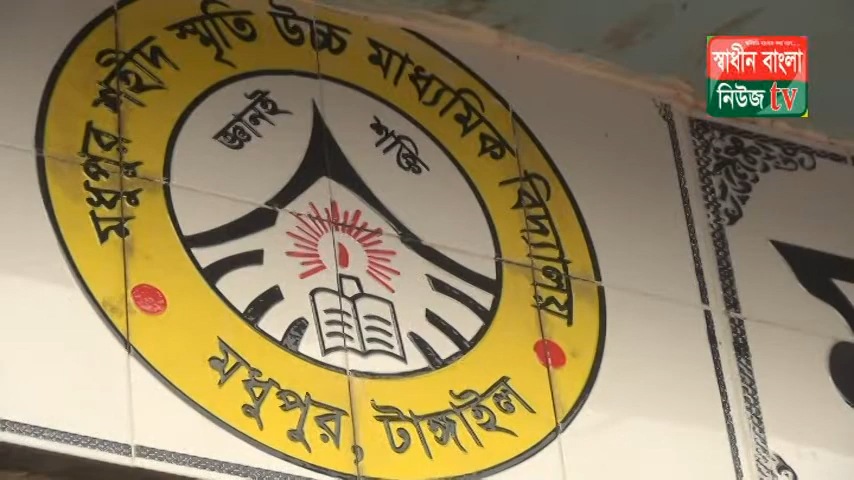 মধুপুর শহীদ স্মৃতি উচ্চ মাধ্যমিক বিদ্যালয়
জ্ঞানই
শক্তি
মধুপুর, টাঙ্গাইল
স্বাধীন বাংলা
নিউজ tv